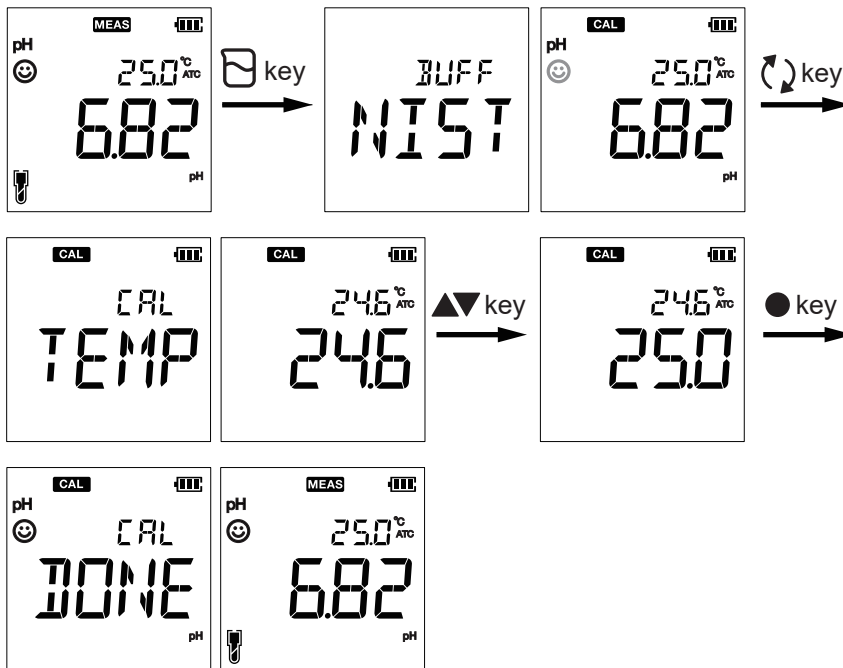 MEAS
pH
25.0 °C
ATC
6.82
pH
key
BUFF
NIST
CAL
pH
25.0 °C
ATC
6.82
pH
key
CAL
CAL
TEMP
CAL
24.6 °C
ATC
24.6
key
CAL
24.6 °C
ATC
25.0
key
CAL
pH
CAL
DONE
pH
MEAS
pH
25.0 °C
ATC
6.82
pH